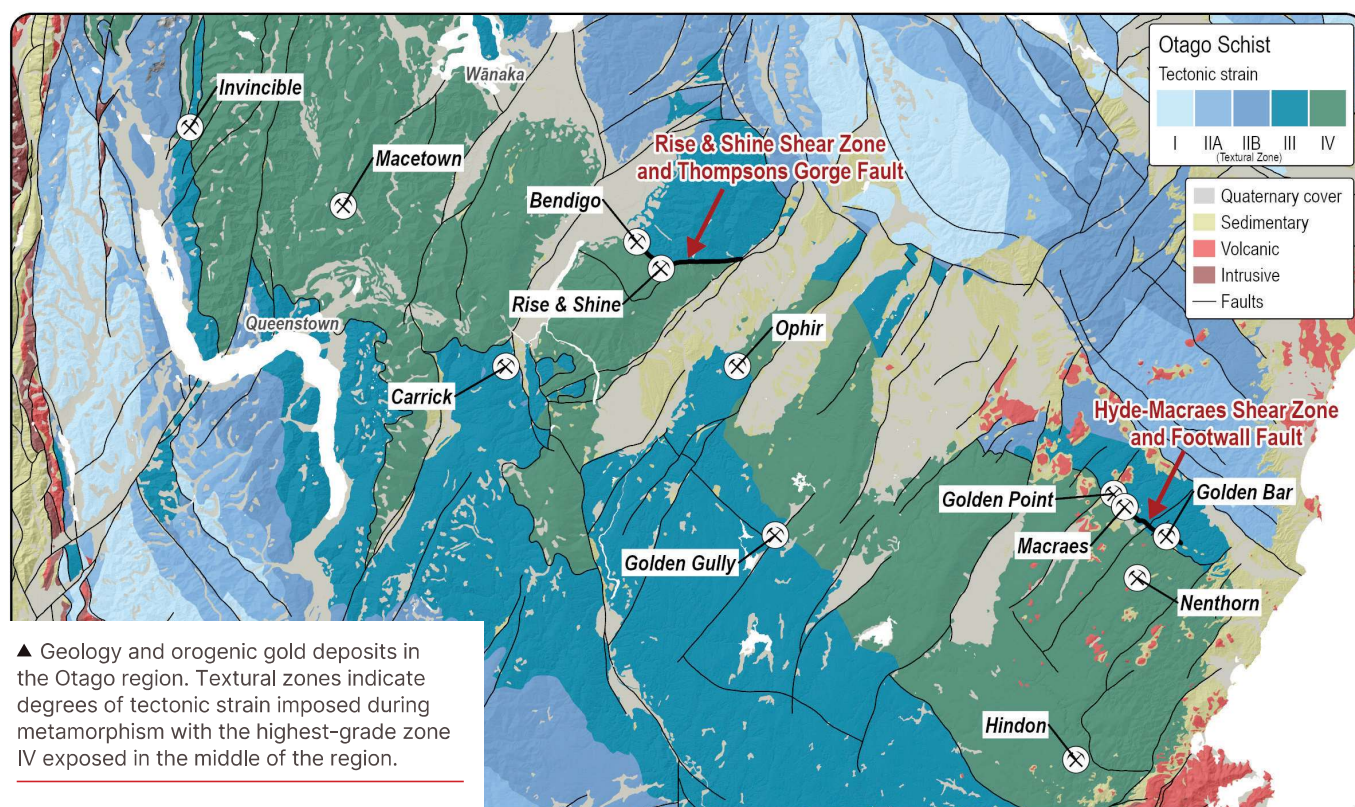 Otago Schist
Tectonic strain
I IIA IIB III IV
(Textural Zone)
Quaternary cover
Sedimentary
Volcanic
Intrusive
Faults
Wānaka
Invincible
Macetown
Rise & Shine Shear Zone
and Thompsons Gorge Fault
Bendigo
Rise & Shine
Queenstown
Ophir
Carrick
Hyde-Macraes Shear Zone
and Footwall Fault
Golden Point
Golden Bar
Macraes
Golden Gully
Nenthorn
Hindon
▲ Geology and orogenic gold deposits in
the Otago region. Textural zones indicate
degrees of tectonic strain imposed during
metamorphism with the highest-grade zone
IV exposed in the middle of the region.